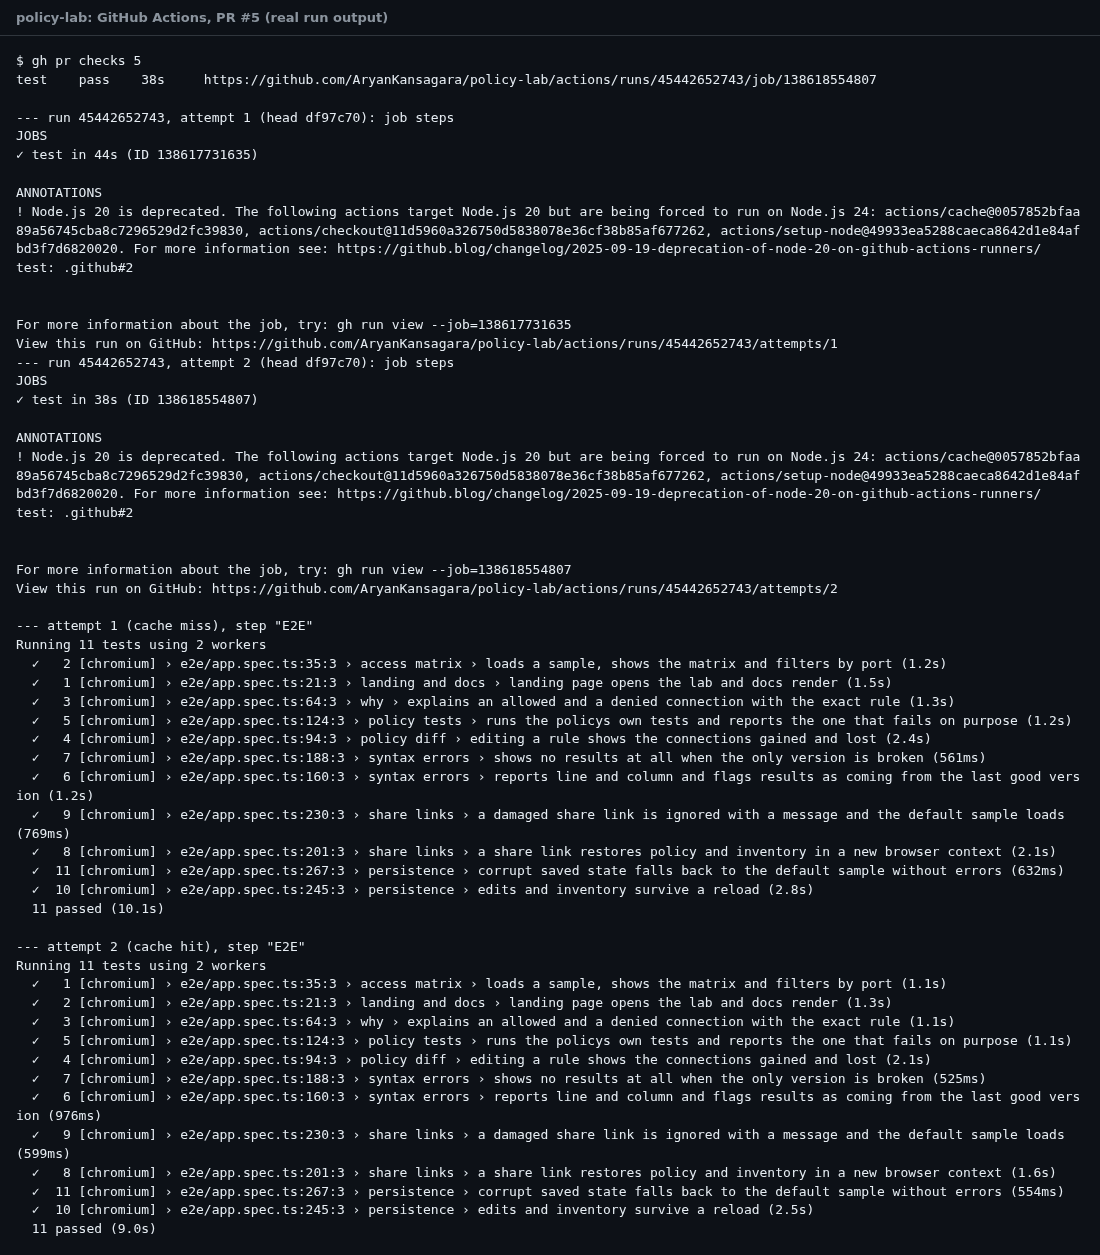 policy-lab: GitHub Actions, PR #5 (real run output)
$ gh pr checks 5
test    pass    38s     https://github.com/AryanKansagara/policy-lab/actions/runs/45442652743/job/138618554807
--- run 45442652743, attempt 1 (head df97c70): job steps
JOBS
✓ test in 44s (ID 138617731635)
ANNOTATIONS
! Node.js 20 is deprecated. The following actions target Node.js 20 but are being forced to run on Node.js 24: actions/cache@0057852bfaa
89a56745cba8c7296529d2fc39830, actions/checkout@11d5960a326750d5838078e36cf38b85af677262, actions/setup-node@49933ea5288caeca8642d1e84af
bd3f7d6820020. For more information see: https://github.blog/changelog/2025-09-19-deprecation-of-node-20-on-github-actions-runners/
test: .github#2
For more information about the job, try: gh run view --job=138617731635
View this run on GitHub: https://github.com/AryanKansagara/policy-lab/actions/runs/45442652743/attempts/1
--- run 45442652743, attempt 2 (head df97c70): job steps
JOBS
✓ test in 38s (ID 138618554807)
ANNOTATIONS
! Node.js 20 is deprecated. The following actions target Node.js 20 but are being forced to run on Node.js 24: actions/cache@0057852bfaa
89a56745cba8c7296529d2fc39830, actions/checkout@11d5960a326750d5838078e36cf38b85af677262, actions/setup-node@49933ea5288caeca8642d1e84af
bd3f7d6820020. For more information see: https://github.blog/changelog/2025-09-19-deprecation-of-node-20-on-github-actions-runners/
test: .github#2
For more information about the job, try: gh run view --job=138618554807
View this run on GitHub: https://github.com/AryanKansagara/policy-lab/actions/runs/45442652743/attempts/2
--- attempt 1 (cache miss), step "E2E"
Running 11 tests using 2 workers
  ✓   2 [chromium] › e2e/app.spec.ts:35:3 › access matrix › loads a sample, shows the matrix and filters by port (1.2s)
  ✓   1 [chromium] › e2e/app.spec.ts:21:3 › landing and docs › landing page opens the lab and docs render (1.5s)
  ✓   3 [chromium] › e2e/app.spec.ts:64:3 › why › explains an allowed and a denied connection with the exact rule (1.3s)
  ✓   5 [chromium] › e2e/app.spec.ts:124:3 › policy tests › runs the policys own tests and reports the one that fails on purpose (1.2s)
  ✓   4 [chromium] › e2e/app.spec.ts:94:3 › policy diff › editing a rule shows the connections gained and lost (2.4s)
  ✓   7 [chromium] › e2e/app.spec.ts:188:3 › syntax errors › shows no results at all when the only version is broken (561ms)
  ✓   6 [chromium] › e2e/app.spec.ts:160:3 › syntax errors › reports line and column and flags results as coming from the last good vers
ion (1.2s)
  ✓   9 [chromium] › e2e/app.spec.ts:230:3 › share links › a damaged share link is ignored with a message and the default sample loads
(769ms)
  ✓   8 [chromium] › e2e/app.spec.ts:201:3 › share links › a share link restores policy and inventory in a new browser context (2.1s)
  ✓  11 [chromium] › e2e/app.spec.ts:267:3 › persistence › corrupt saved state falls back to the default sample without errors (632ms)
  ✓  10 [chromium] › e2e/app.spec.ts:245:3 › persistence › edits and inventory survive a reload (2.8s)
  11 passed (10.1s)
--- attempt 2 (cache hit), step "E2E"
Running 11 tests using 2 workers
  ✓   1 [chromium] › e2e/app.spec.ts:35:3 › access matrix › loads a sample, shows the matrix and filters by port (1.1s)
  ✓   2 [chromium] › e2e/app.spec.ts:21:3 › landing and docs › landing page opens the lab and docs render (1.3s)
  ✓   3 [chromium] › e2e/app.spec.ts:64:3 › why › explains an allowed and a denied connection with the exact rule (1.1s)
  ✓   5 [chromium] › e2e/app.spec.ts:124:3 › policy tests › runs the policys own tests and reports the one that fails on purpose (1.1s)
  ✓   4 [chromium] › e2e/app.spec.ts:94:3 › policy diff › editing a rule shows the connections gained and lost (2.1s)
  ✓   7 [chromium] › e2e/app.spec.ts:188:3 › syntax errors › shows no results at all when the only version is broken (525ms)
  ✓   6 [chromium] › e2e/app.spec.ts:160:3 › syntax errors › reports line and column and flags results as coming from the last good vers
ion (976ms)
  ✓   9 [chromium] › e2e/app.spec.ts:230:3 › share links › a damaged share link is ignored with a message and the default sample loads
(599ms)
  ✓   8 [chromium] › e2e/app.spec.ts:201:3 › share links › a share link restores policy and inventory in a new browser context (1.6s)
  ✓  11 [chromium] › e2e/app.spec.ts:267:3 › persistence › corrupt saved state falls back to the default sample without errors (554ms)
  ✓  10 [chromium] › e2e/app.spec.ts:245:3 › persistence › edits and inventory survive a reload (2.5s)
  11 passed (9.0s)